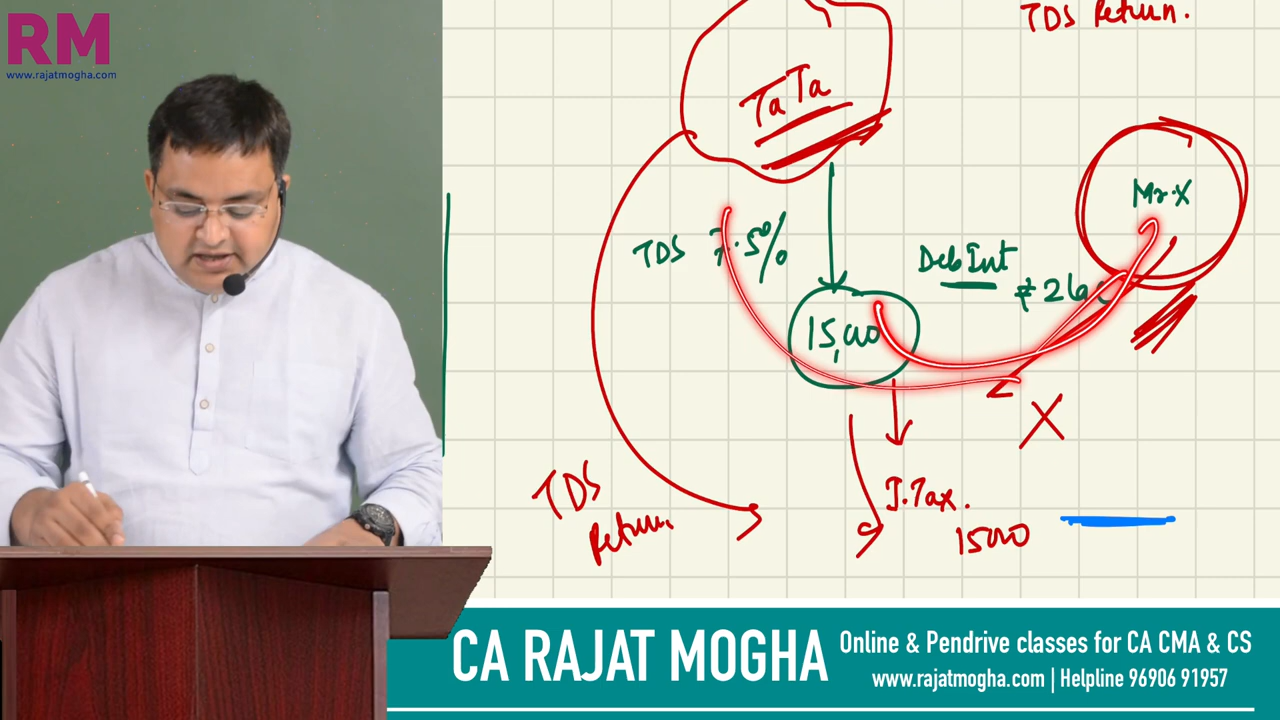 RM
www.rajatmogha.com
TDS Return.
TaTa
Mr.X
TDS 7.5%
Deb Int
15,000
X
TDS
Return.
I.Tax.
CA RAJAT MOGHA
Online & Pendrive classes for CA CMA & CS
www.rajatmogha.com | Helpline 96906 91957